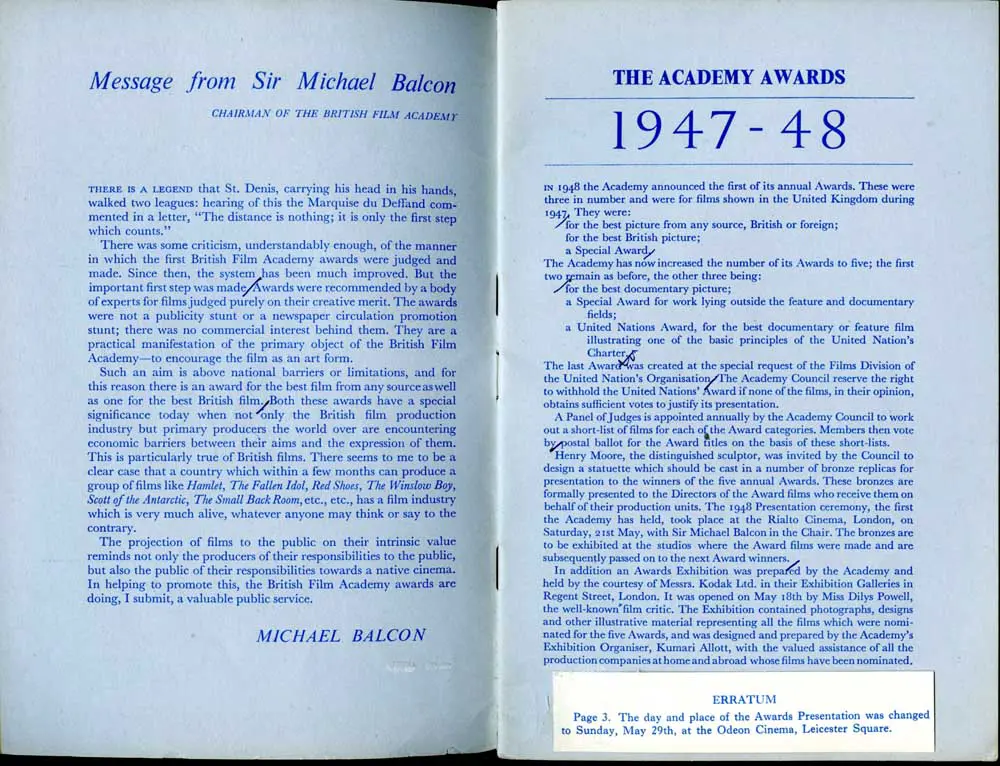 Message from Sir Michael Balcon
CHAIRMAN OF THE BRITISH FILM ACADEMY
THERE IS A LEGEND that St. Denis, carrying his head in his hands,
walked two leagues: hearing of this the Marquise du Deffand com-
mented in a letter, "The distance is nothing; it is only the first step
which counts."
There was some criticism, understandably enough, of the manner
in which the first British Film Academy awards were judged and
made. Since then, the system has been much improved. But the
important first step was made. Awards were recommended by a body
of experts for films judged purely on their creative merit. The awards
were not a publicity stunt or a newspaper circulation promotion
stunt; there was no commercial interest behind them. They are a
practical manifestation of the primary object of the British Film
Academy—to encourage the film as an art form.
Such an aim is above national barriers or limitations, and for
this reason there is an award for the best film from any source as well
as one for the best British film. Both these awards have a special
significance today when not only the British film production
industry but primary producers the world over are encountering
economic barriers between their aims and the expression of them.
This is particularly true of British films. There seems to me to be a
clear case that a country which within a few months can produce a
group of films like Hamlet, The Fallen Idol, Red Shoes, The Winslow Boy,
Scott of the Antarctic, The Small Back Room, etc., etc., has a film industry
which is very much alive, whatever anyone may think or say to the
contrary.
The projection of films to the public on their intrinsic value
reminds not only the producers of their responsibilities to the public,
but also the public of their responsibilities towards a native cinema.
In helping to promote this, the British Film Academy awards are
doing, I submit, a valuable public service.
MICHAEL BALCON
THE ACADEMY AWARDS
1947-48
IN 1948 the Academy announced the first of its annual Awards. These were
three in number and were for films shown in the United Kingdom during
1947. They were:
for the best picture from any source, British or foreign;
for the best British picture;
a Special Award.
The Academy has now increased the number of its Awards to five; the first
two remain as before, the other three being:
for the best documentary picture;
a Special Award for work lying outside the feature and documentary
fields;
a United Nations Award, for the best documentary or feature film
illustrating one of the basic principles of the United Nation's
Charter.
The last Award was created at the special request of the Films Division of
the United Nation's Organisation. The Academy Council reserve the right
to withhold the United Nations' Award if none of the films, in their opinion,
obtains sufficient votes to justify its presentation.
A Panel of Judges is appointed annually by the Academy Council to work
out a short-list of films for each of the Award categories. Members then vote
by postal ballot for the Award titles on the basis of these short-lists.
Henry Moore, the distinguished sculptor, was invited by the Council to
design a statuette which should be cast in a number of bronze replicas for
presentation to the winners of the five annual Awards. These bronzes are
formally presented to the Directors of the Award films who receive them on
behalf of their production units. The 1948 Presentation ceremony, the first
the Academy has held, took place at the Rialto Cinema, London, on
Saturday, 21st May, with Sir Michael Balcon in the Chair. The bronzes are
to be exhibited at the studios where the Award films were made and are
subsequently passed on to the next Award winners.
In addition an Awards Exhibition was prepared by the Academy and
held by the courtesy of Messrs. Kodak Ltd. in their Exhibition Galleries in
Regent Street, London. It was opened on May 18th by Miss Dilys Powell,
the well-known film critic. The Exhibition contained photographs, designs
and other illustrative material representing all the films which were nomi-
nated for the five Awards, and was designed and prepared by the Academy's
Exhibition Organiser, Kumari Allott, with the valued assistance of all the
production companies at home and abroad whose films have been nominated.
ERRATUM
Page 3. The day and place of the Awards Presentation was changed
to Sunday, May 29th, at the Odeon Cinema, Leicester Square.